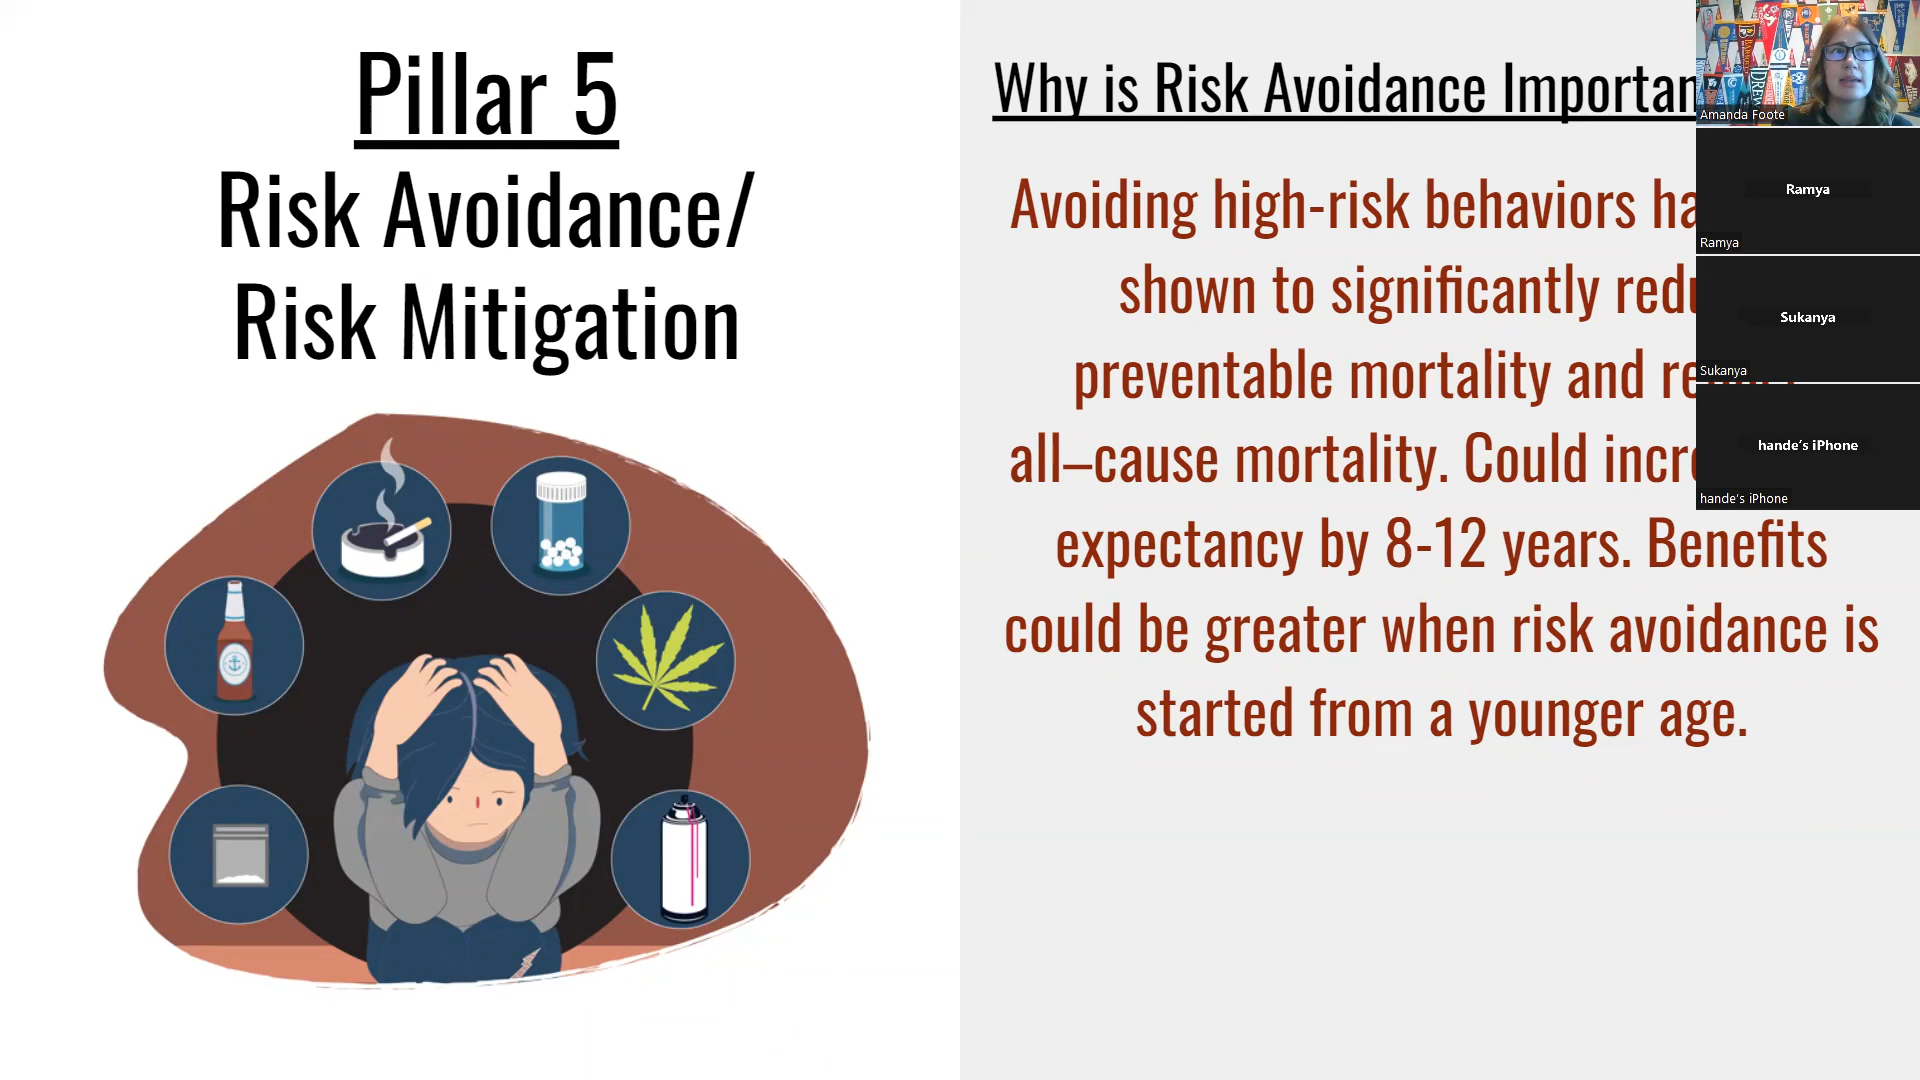 Pillar 5
Risk Avoidance/
Risk Mitigation
Why is Risk Avoidance Importan
Avoiding high-risk behaviors ha
shown to significantly redu
preventable mortality and re
all–cause mortality. Could incre
expectancy by 8-12 years. Benefits
could be greater when risk avoidance is
started from a younger age.
DREW
Amanda Foote
Ramya
Ramya
Sukanya
Sukanya
hande's iPhone
hande's iPhone